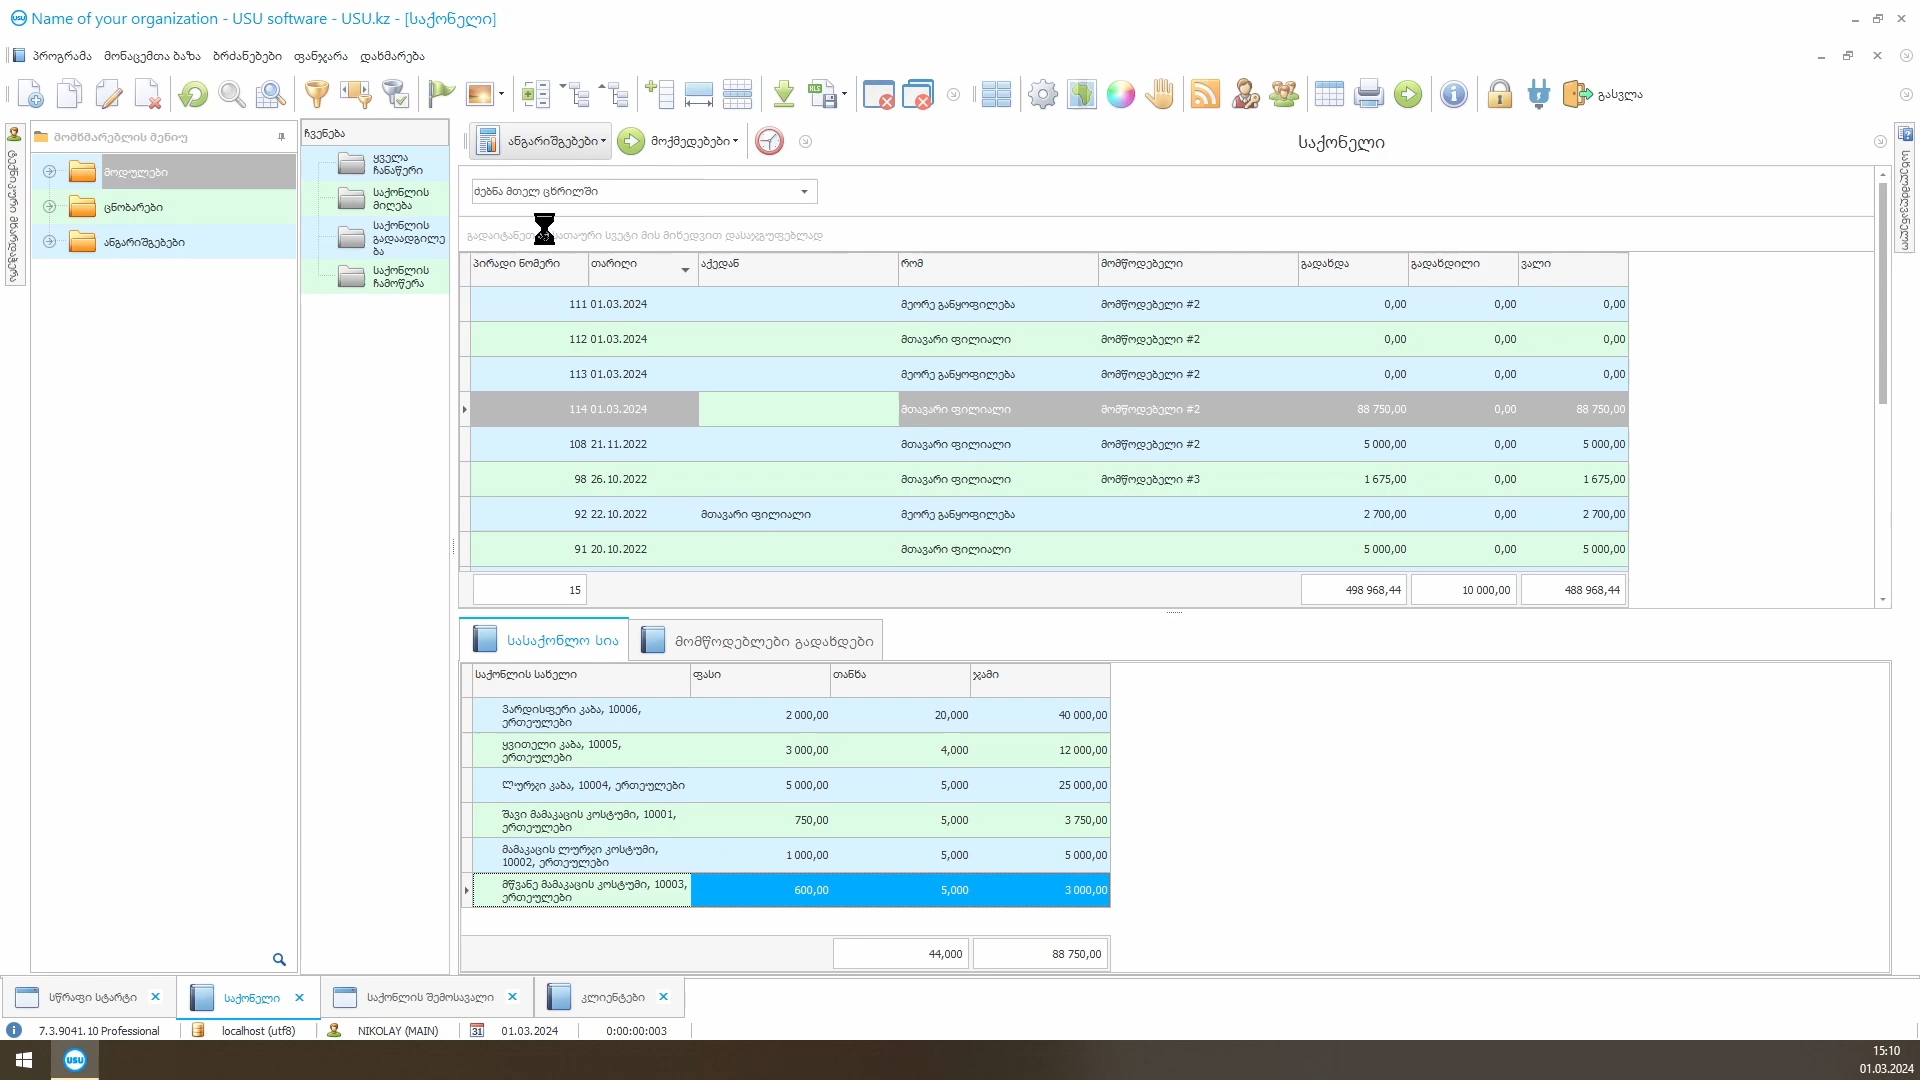 Name of your organization - USU software - USU.kz - [საქონელი]
პროგრამა მონაცემთა ბაზა ბრძანებები ფანჯარა დახმარება
XLS
გასვლა
ტექნიკური მხარდაჭერა
მომხმარებლის მენიუ
მოდულები
ცნობარები
ანგარიშგებები
ჩვენება
ყველა
ჩანაწერი
საქონლის
მიღება
საქონლის
გადაადგილე
ბა
საქონლის
ჩამოწერა
ანგარიშგებები
მოქმედებები
საქონელი
სახელმძღვანელო
ძებნა მთელ ცხრილში
მის მიხედვით დასაჯგუფებლად
პირადი ნომერი თარიღი აქედან რომ მომწოდებელი გადახდა გადახდილი ვალი
111 01.03.2024 მეორე განყოფილება მომწოდებელი #2 0,00 0,00 0,00
112 01.03.2024 მთავარი ფილიალი მომწოდებელი #2 0,00 0,00 0,00
113 01.03.2024 მეორე განყოფილება მომწოდებელი #2 0,00 0,00 0,00
114 01.03.2024 მთავარი ფილიალი მომწოდებელი #2 88 750,00 0,00 88 750,00
108 21.11.2022 მთავარი ფილიალი მომწოდებელი #2 5 000,00 0,00 5 000,00
98 26.10.2022 მთავარი ფილიალი მომწოდებელი #3 1 675,00 0,00 1 675,00
92 22.10.2022 მთავარი ფილიალი მეორე განყოფილება 2 700,00 0,00 2 700,00
91 20.10.2022 მთავარი ფილიალი 5 000,00 0,00 5 000,00
15 498 968,44 10 000,00 488 968,44
სასაქონლო სია მომწოდებლები გადახდები
საქონლის სახელი ფასი თანხა ჯამი
ვარდისფერი კაბა, 10006,
ერთეულები
2 000,00 20,000 40 000,00
ყვითელი კაბა, 10005,
ერთეულები
3 000,00 4,000 12 000,00
ლურჯი კაბა, 10004, ერთეულები 5 000,00 5,000 25 000,00
შავი მამაკაცის კოსტუმი, 10001,
ერთეულები
750,00 5,000 3 750,00
მამაკაცის ლურჯი კოსტუმი,
10002, ერთეულები
1 000,00 5,000 5 000,00
მწვანე მამაკაცის კოსტუმი, 10003,
ერთეულები
600,00 5,000 3 000,00
44,000 88 750,00
სწრაფი სტარტი საქონელი საქონლის შემოსავალი კლიენტები
7.3.9041.10 Professional localhost (utf8) NIKOLAY (MAIN) 31 01.03.2024 0:00:00:003
USU
15:10
01.03.2024